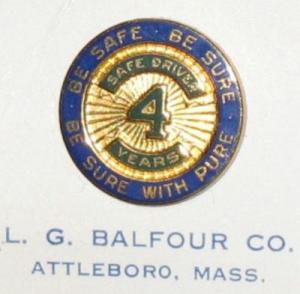 BE SAFE BE SURE
SAFE DRIVER
4
YEARS
BE SURE WITH PURE
L. G. BALFOUR CO.
ATTLEBORO, MASS.